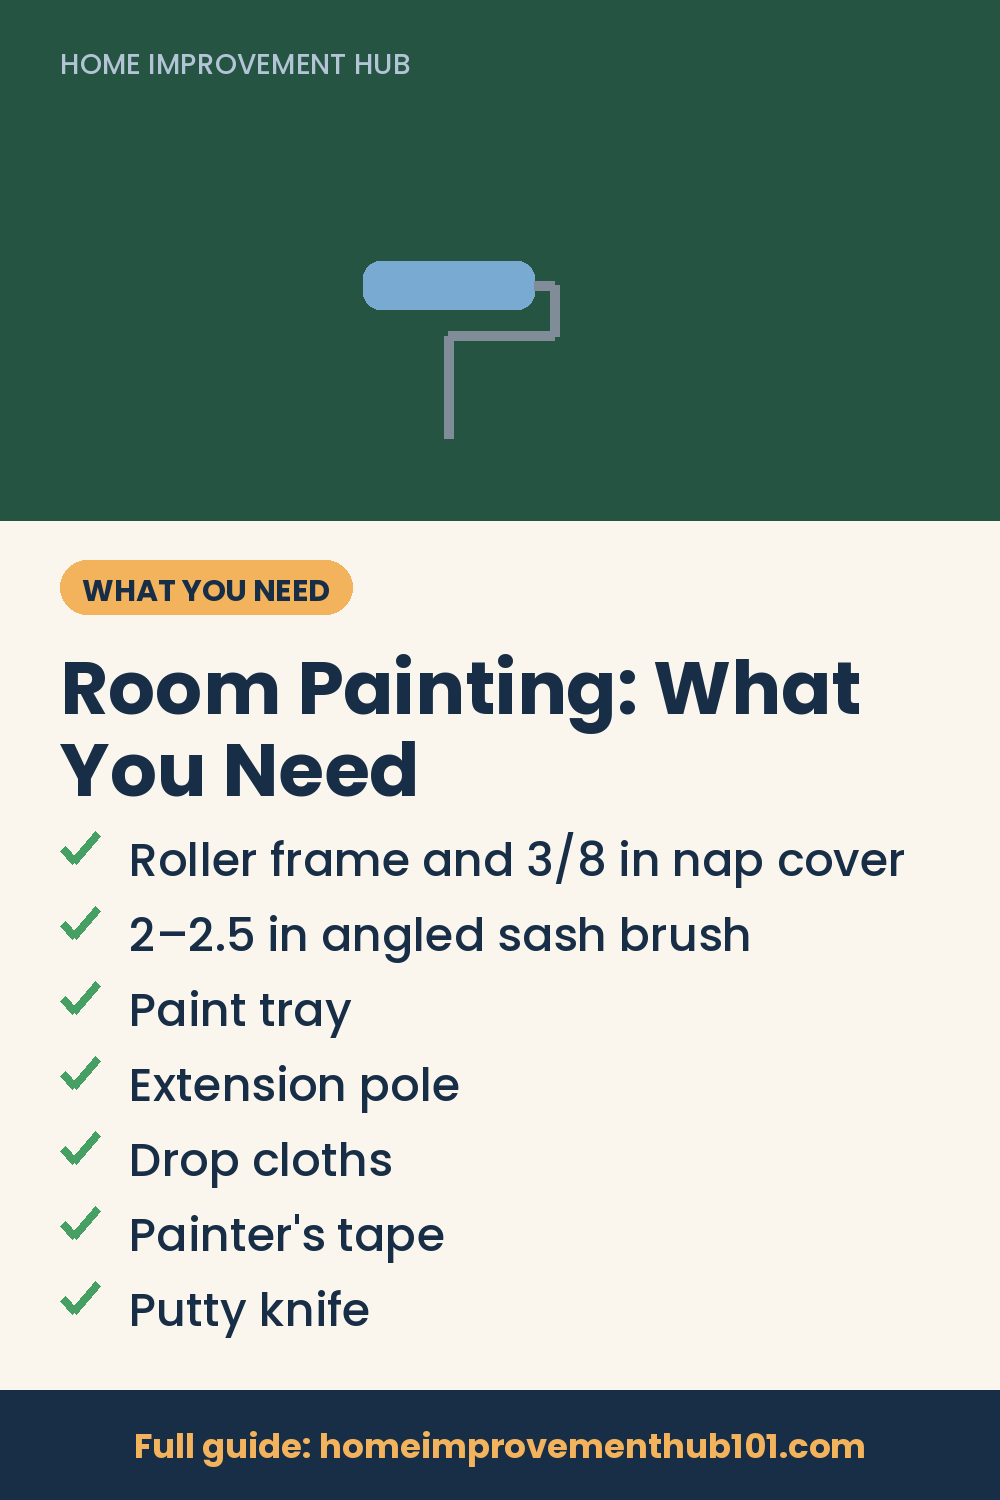 HOME IMPROVEMENT HUB
WHAT YOU NEED
Room Painting: What
You Need
Roller frame and 3/8 in nap cover
2–2.5 in angled sash brush
Paint tray
Extension pole
Drop cloths
Painter's tape
Putty knife
Full guide: homeimprovementhub101.com